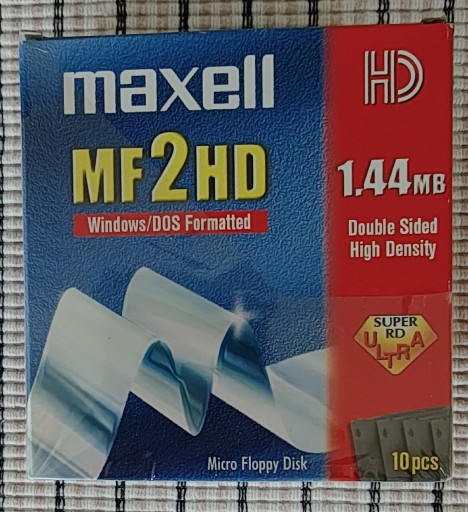 maxell
HD
MF2HD
1.44MB
Windows/DOS Formatted
Double Sided
High Density
SUPER
RD
ULTRA
Micro Floppy Disk
10pcs